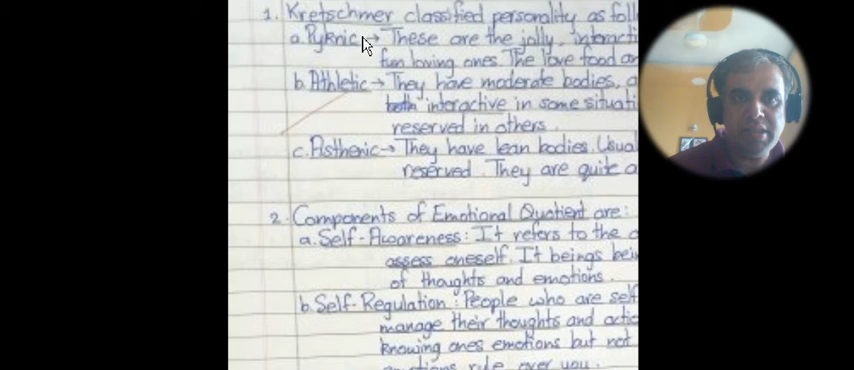 1. Kretschmer classified personality as foll
a. Pyknic → These are the jolly, interacti
fun loving ones. The love food an
b. Athletic → They have moderate bodies, a
both interactive in some situati
reserved in others.
c. Asthenic → They have lean bodies. Usual
reserved. They are quite a
2. Components of Emotional Quotient are:
a. Self-Awareness: It refers to the a
assess oneself. It beings bein
of thoughts and emotions.
b. Self-Regulation: People who are self
manage their thoughts and actio
knowing ones emotions but not
emotions rule over you.